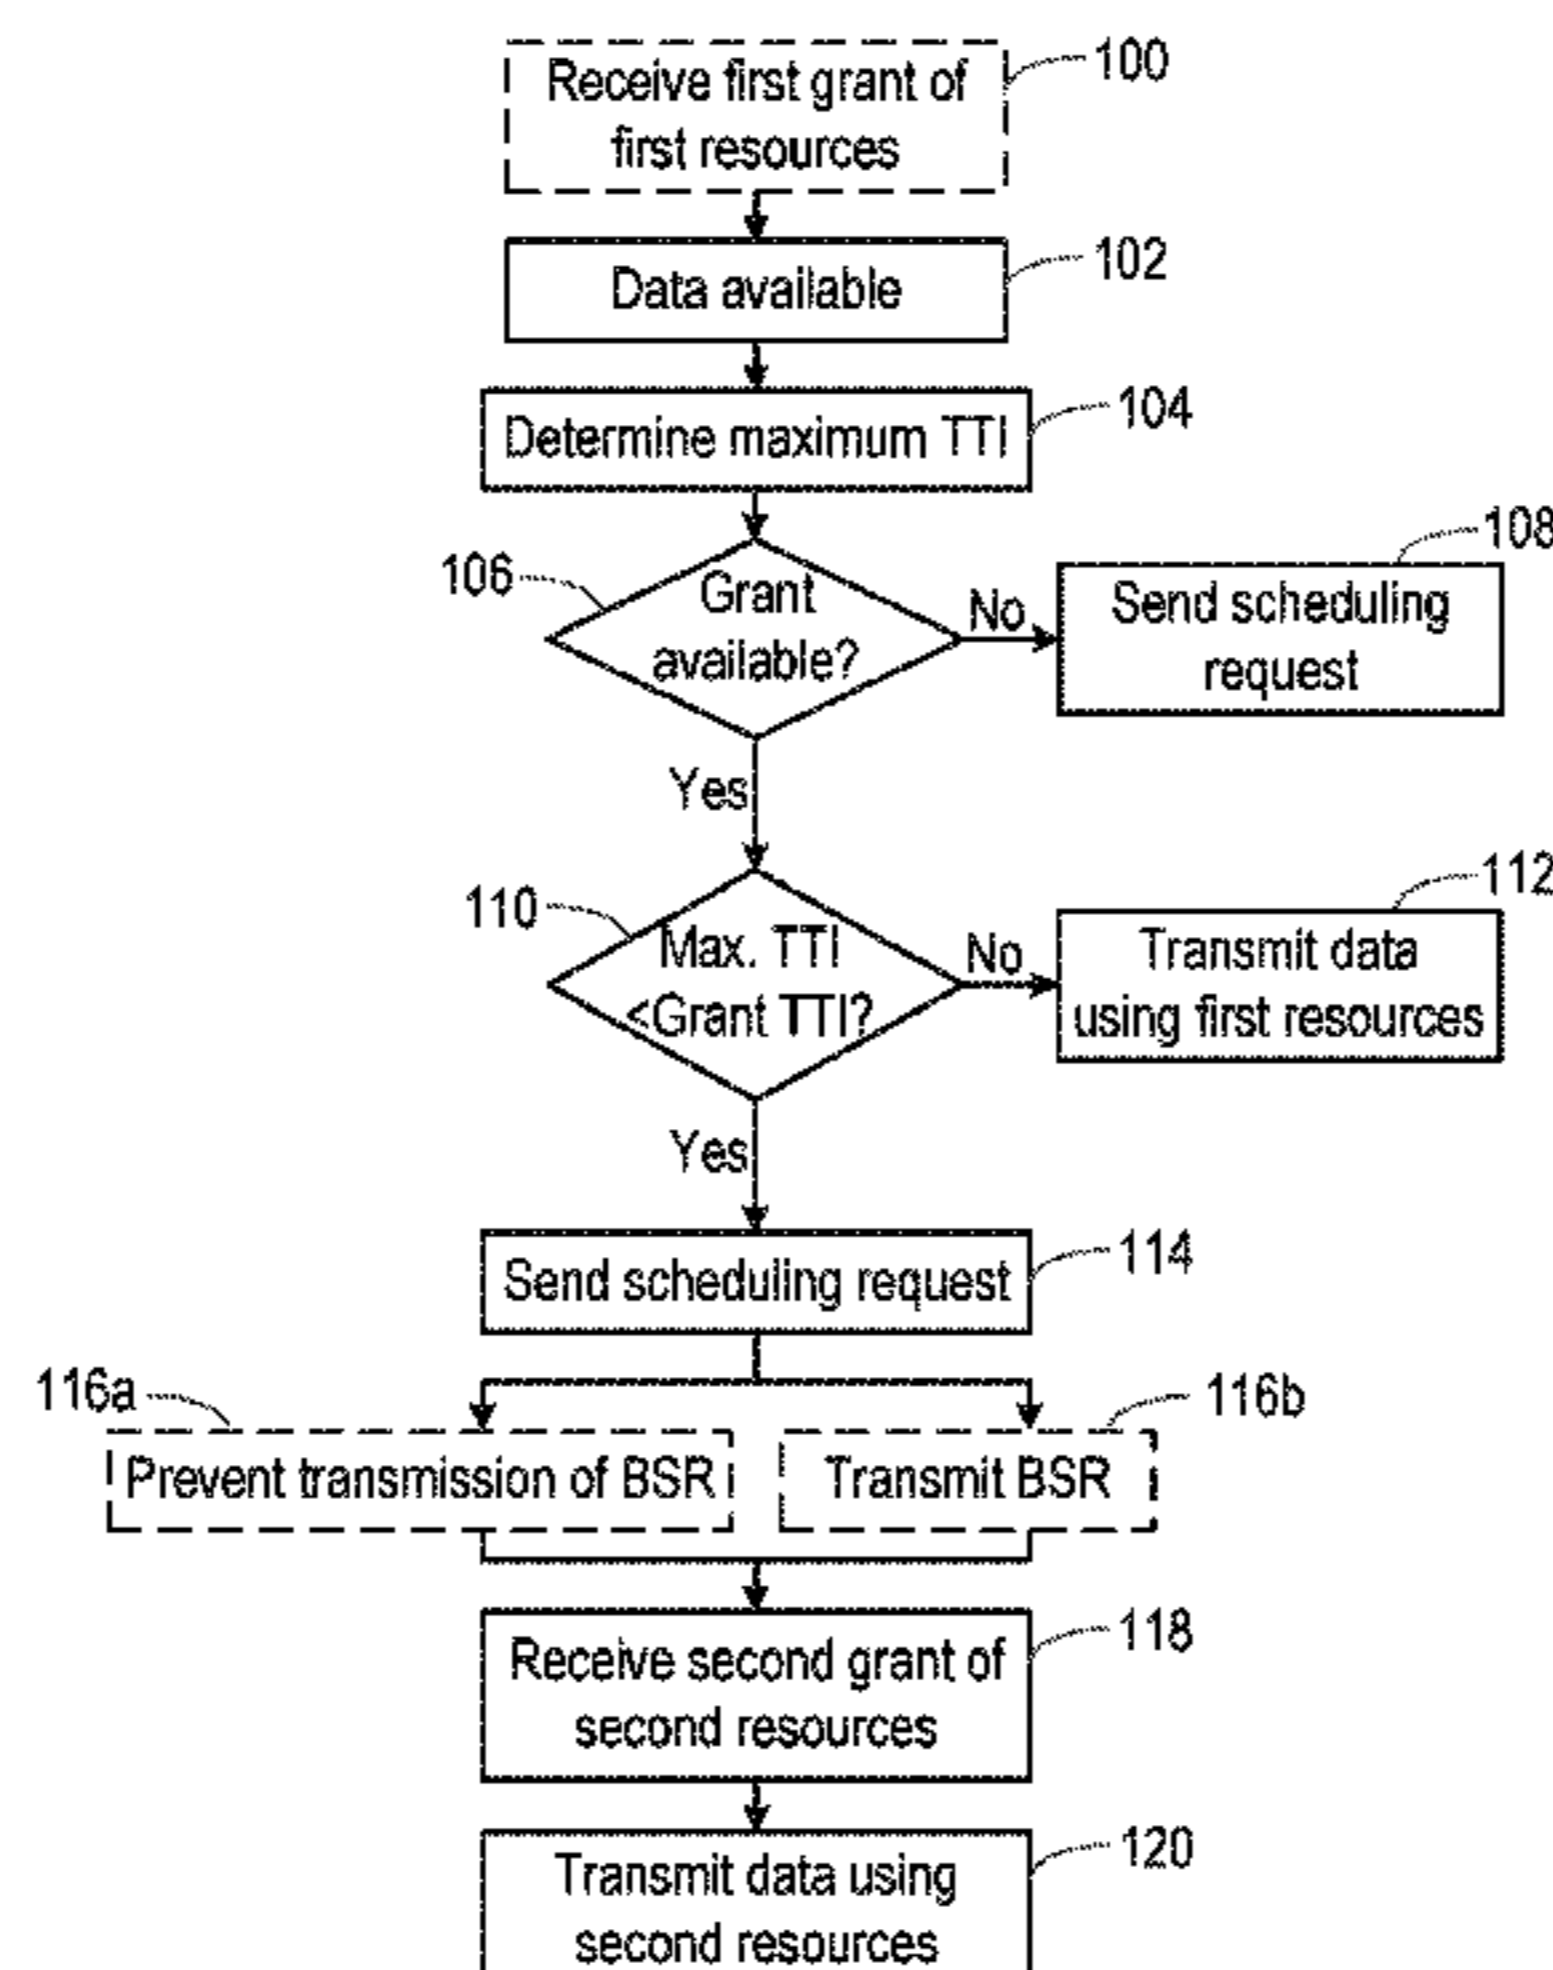 Receive first grant of
first resources
100
Data available
102
Determine maximum TTI
104
106
Grant
available?
No
Send scheduling
request
108
Yes
110
Max. TTI
<Grant TTI?
No
Transmit data
using first resources
112
Yes
Send scheduling request
114
116a
Prevent transmission of BSR
Transmit BSR
116b
Receive second grant of
second resources
118
Transmit data using
second resources
120